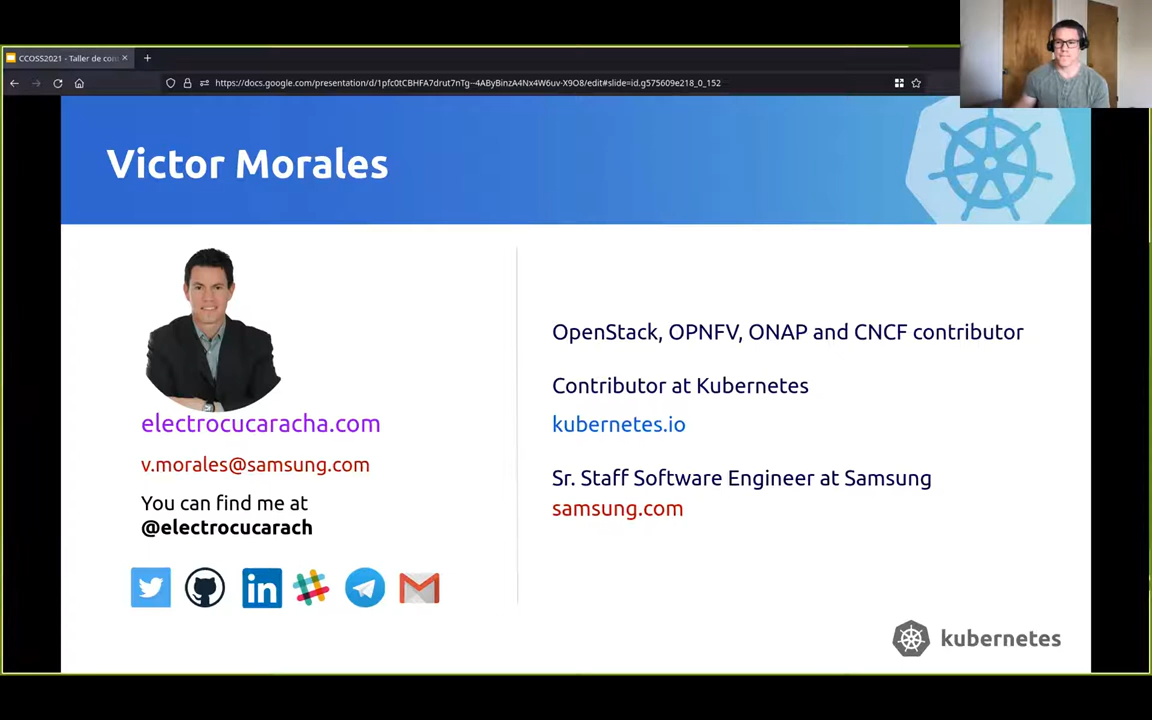 CCOSS2021 - Taller de con
https://docs.google.com/presentation/d/1pfc0tCBHFA7drut7nTg--4AByBinzA4Nx4W6uv-X9O8/edit#slide=id.g575609e218_0_152
Victor Morales
electrocucaracha.com
v.morales@samsung.com
You can find me at
@electrocucarach
in
OpenStack, OPNFV, ONAP and CNCF contributor
Contributor at Kubernetes
kubernetes.io
Sr. Staff Software Engineer at Samsung
samsung.com
kubernetes